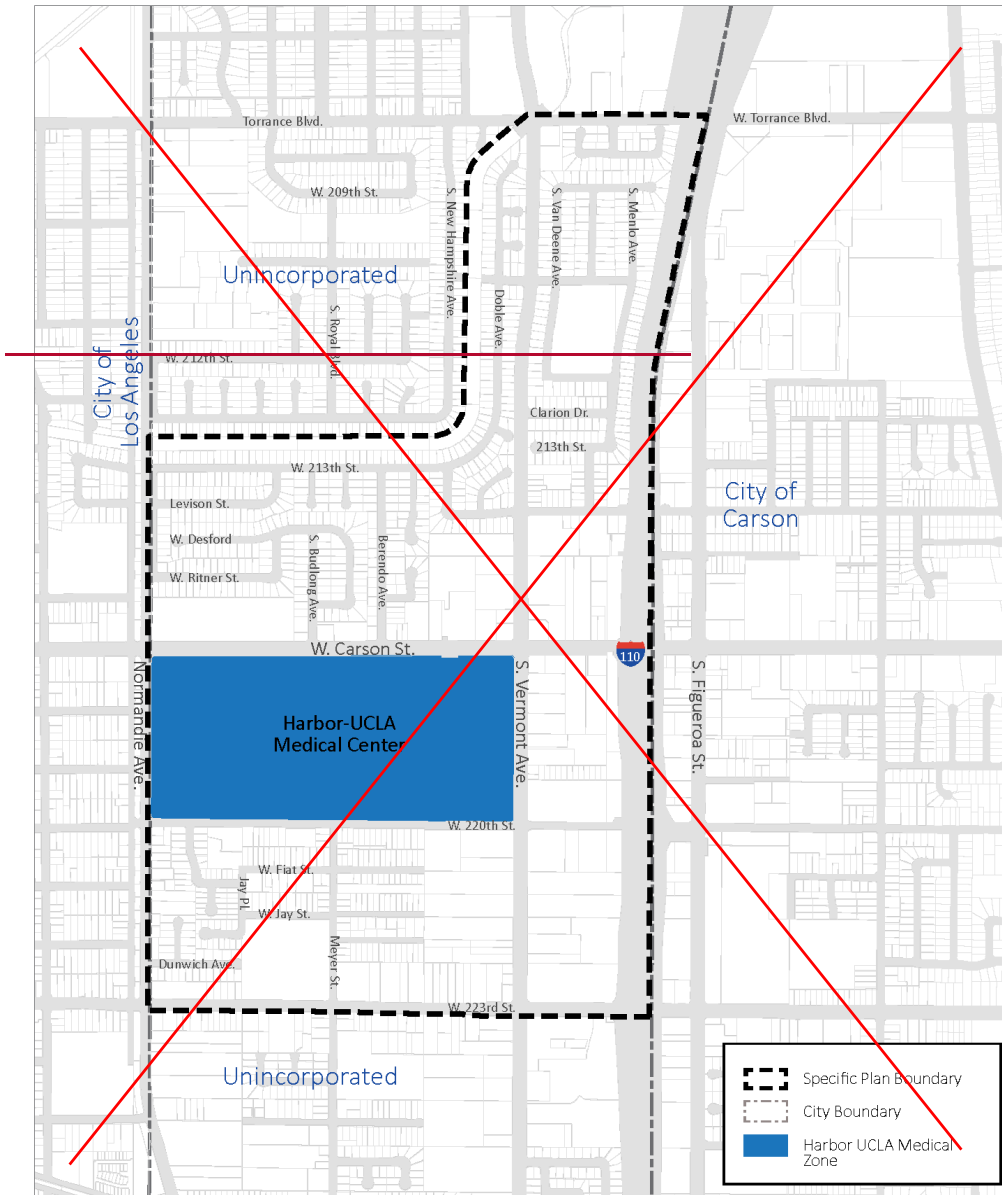 Torrance Blvd.
W. Torrance Blvd.
W. 209th St.
S. New Hampshire Ave.
S. Van Deene Ave.
S. Menlo Ave.
Unincorporated
Doble Ave.
S. Royal Blvd.
City of
Los Angeles
W. 212th St.
Clarion Dr.
213th St.
W. 213th St.
City of
Carson
Levison St.
W. Desford
S. Budlong Ave.
Berendo Ave.
W. Ritner St.
W. Carson St.
110
Normandie Ave.
S. Vermont Ave.
S. Figueroa St.
Harbor-UCLA
Medical Center
W. 220th St.
W. Fiat St.
Jay Pl.
W. Jay St.
Meyer St.
Dunwich Ave.
W. 223rd St.
Unincorporated
Specific Plan Boundary
City Boundary
Harbor UCLA Medical
Zone